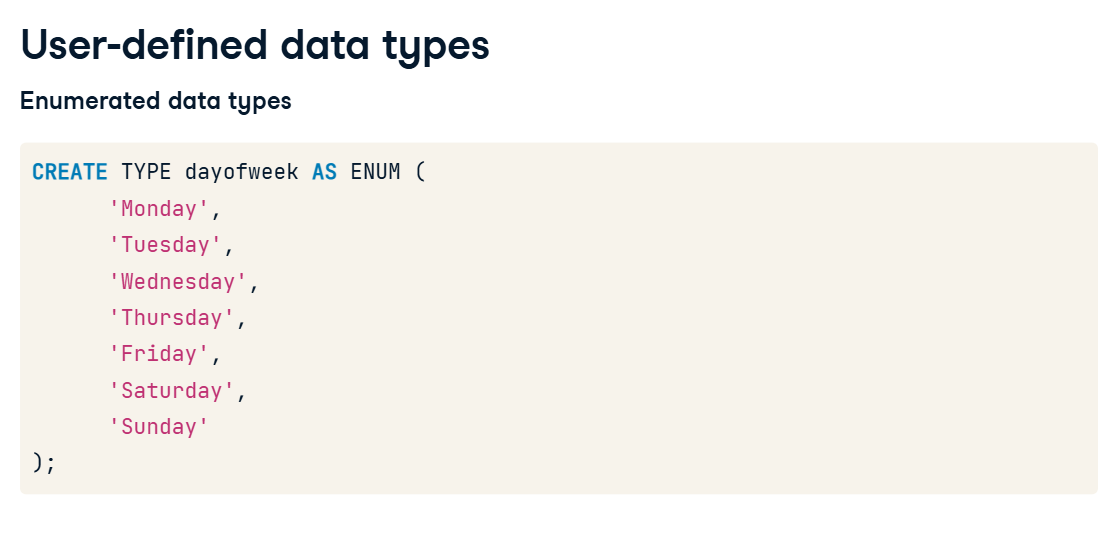 User-defined data types
Enumerated data types
CREATE TYPE dayofweek AS ENUM (
'Monday',
'Tuesday',
'Wednesday',
'Thursday',
'Friday',
'Saturday',
'Sunday'
);